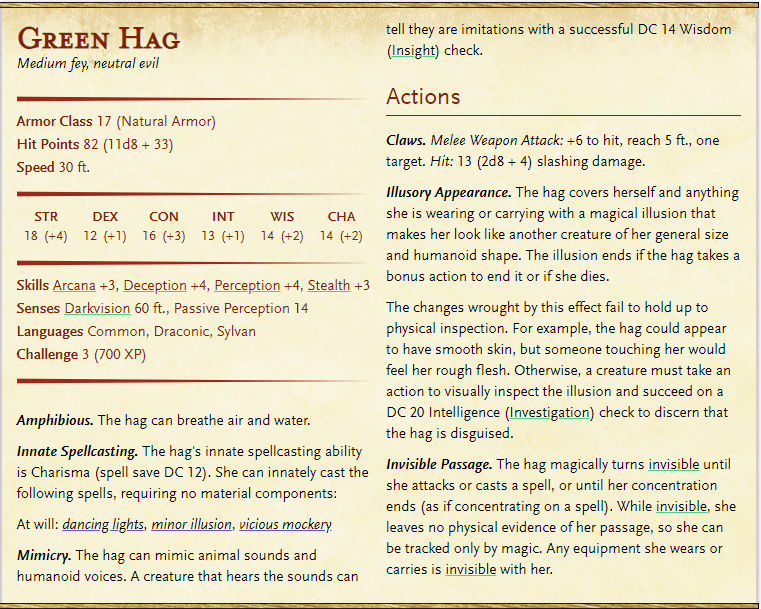 Green Hag
Medium fey, neutral evil
Armor Class 17 (Natural Armor)
Hit Points 82 (11d8 + 33)
Speed 30 ft.
STR DEX CON INT WIS CHA
18 (+4) 12 (+1) 16 (+3) 13 (+1) 14 (+2) 14 (+2)
Skills Arcana +3, Deception +4, Perception +4, Stealth +3
Senses Darkvision 60 ft., Passive Perception 14
Languages Common, Draconic, Sylvan
Challenge 3 (700 XP)
Amphibious. The hag can breathe air and water.
Innate Spellcasting. The hag's innate spellcasting ability
is Charisma (spell save DC 12). She can innately cast the
following spells, requiring no material components:
At will: dancing lights, minor illusion, vicious mockery
Mimicry. The hag can mimic animal sounds and
humanoid voices. A creature that hears the sounds can
tell they are imitations with a successful DC 14 Wisdom
(Insight) check.
Actions
Claws. Melee Weapon Attack: +6 to hit, reach 5 ft., one
target. Hit: 13 (2d8 + 4) slashing damage.
Illusory Appearance. The hag covers herself and anything
she is wearing or carrying with a magical illusion that
makes her look like another creature of her general size
and humanoid shape. The illusion ends if the hag takes a
bonus action to end it or if she dies.
The changes wrought by this effect fail to hold up to
physical inspection. For example, the hag could appear
to have smooth skin, but someone touching her would
feel her rough flesh. Otherwise, a creature must take an
action to visually inspect the illusion and succeed on a
DC 20 Intelligence (Investigation) check to discern that
the hag is disguised.
Invisible Passage. The hag magically turns invisible until
she attacks or casts a spell, or until her concentration
ends (as if concentrating on a spell). While invisible, she
leaves no physical evidence of her passage, so she can
be tracked only by magic. Any equipment she wears or
carries is invisible with her.